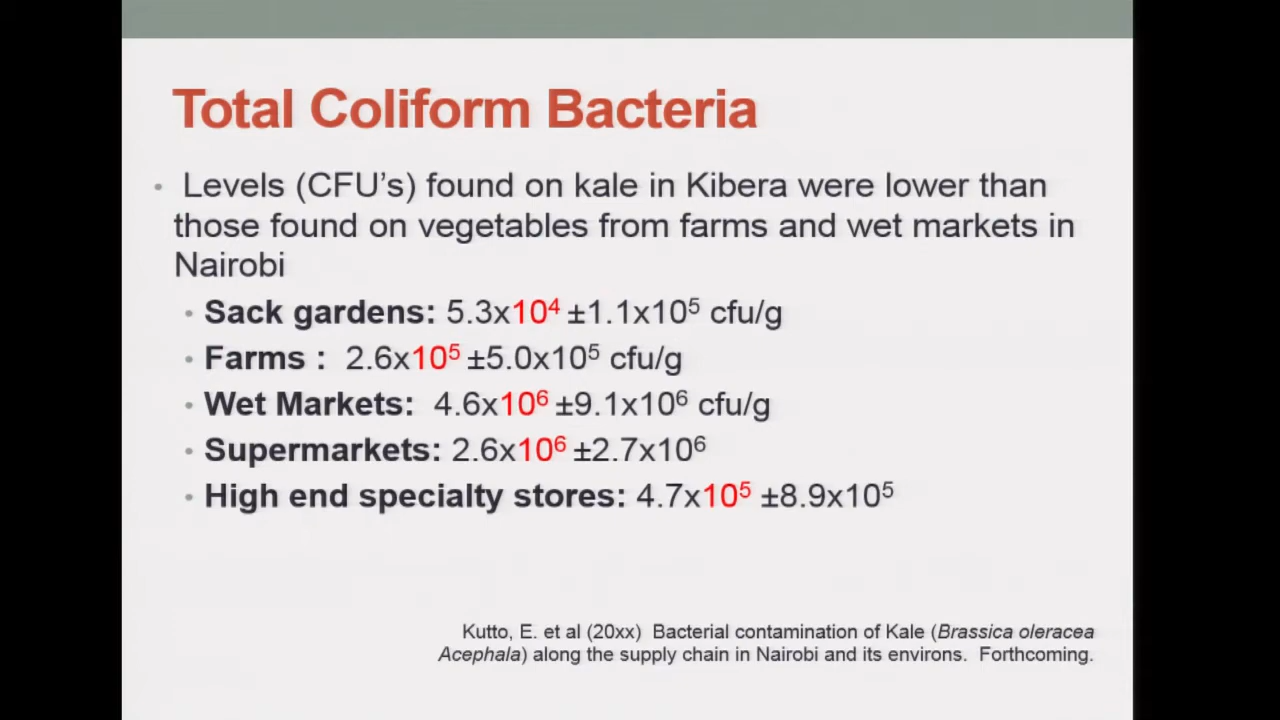 Total Coliform Bacteria
• Levels (CFU's) found on kale in Kibera were lower than
those found on vegetables from farms and wet markets in
Nairobi
• Sack gardens: 5.3x10⁴ ±1.1x10⁵ cfu/g
• Farms : 2.6x10⁵ ±5.0x10⁵ cfu/g
• Wet Markets: 4.6x10⁶ ±9.1x10⁶ cfu/g
• Supermarkets: 2.6x10⁶ ±2.7x10⁶
• High end specialty stores: 4.7x10⁵ ±8.9x10⁵
Kutto, E. et al (20xx) Bacterial contamination of Kale (Brassica oleracea
Acephala) along the supply chain in Nairobi and its environs. Forthcoming.